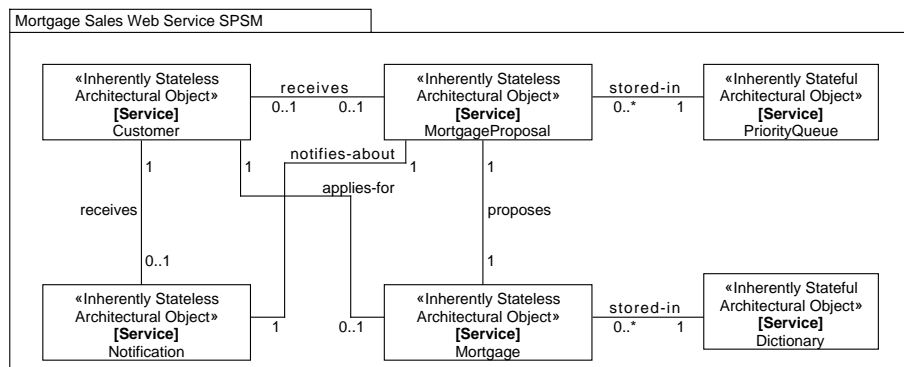 Mortgage Sales Web Service SPSM
«Inherently Stateless
Architectural Object»
[Service]
Customer
receives
0..1
0..1
«Inherently Stateless
Architectural Object»
[Service]
MortgageProposal
stored-in
0..*
1
«Inherently Stateful
Architectural Object»
[Service]
PriorityQueue
1
1
notifies-about
1
1
applies-for
receives
proposes
0..1
1
«Inherently Stateless
Architectural Object»
[Service]
Notification
1
0..1
«Inherently Stateless
Architectural Object»
[Service]
Mortgage
stored-in
0..*
1
«Inherently Stateful
Architectural Object»
[Service]
Dictionary